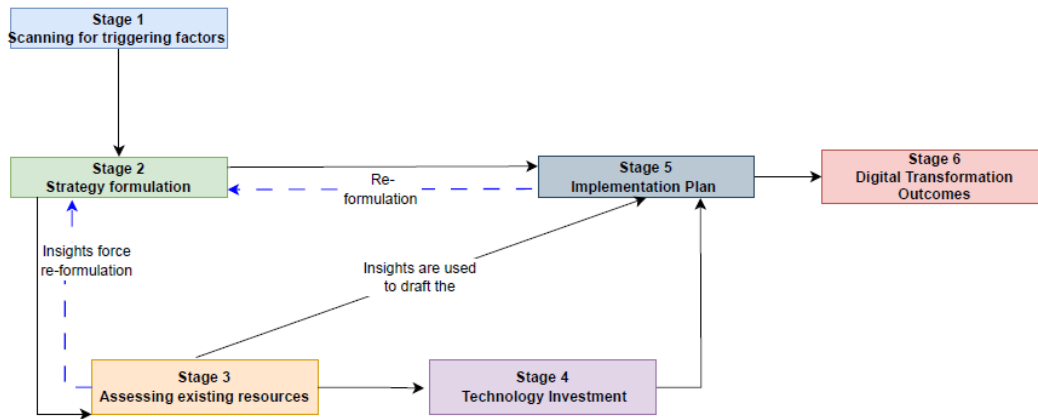 Stage 1
Scanning for triggering factors
Stage 2
Strategy formulation
Re-
formulation
Stage 5
Implementation Plan
Stage 6
Digital Transformation
Outcomes
Insights force
re-formulation
Insights are used
to draft the
Stage 3
Assessing existing resources
Stage 4
Technology Investment